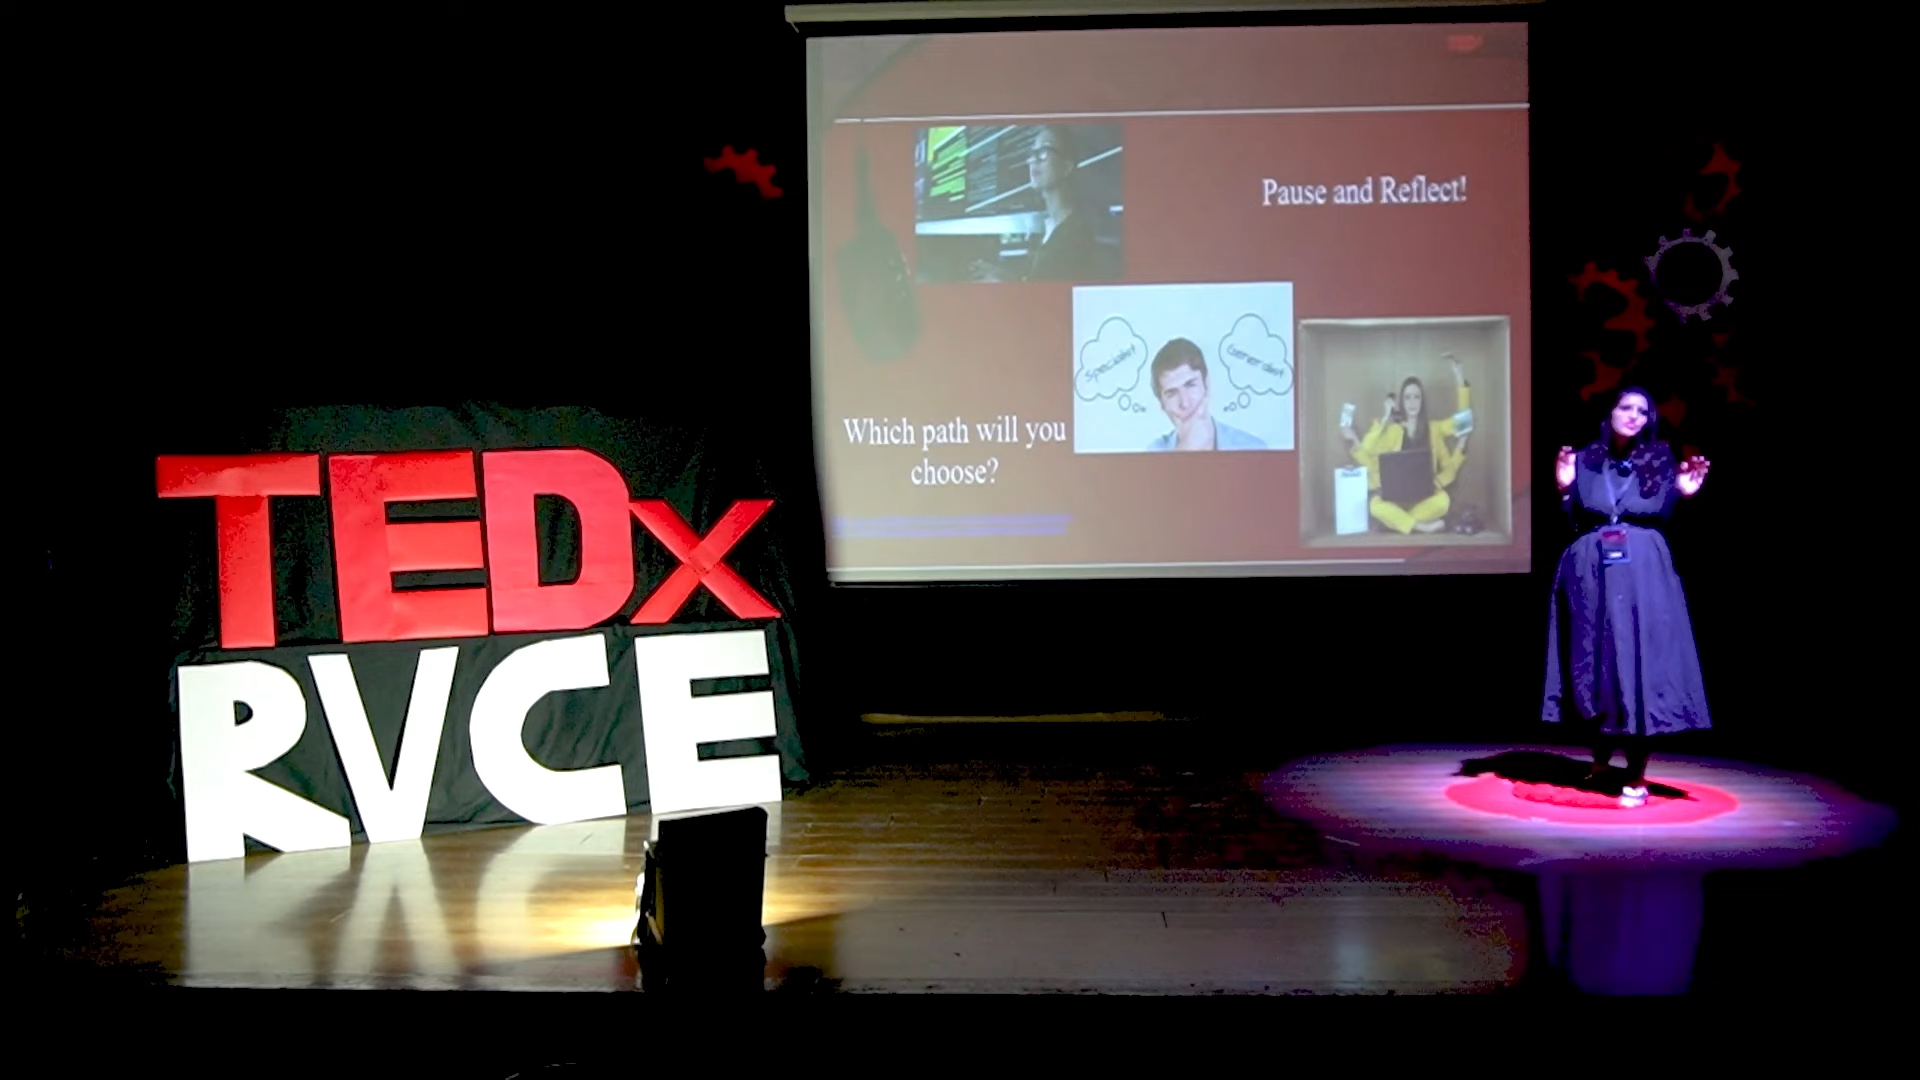 TEDx
RVCE
Pause and Reflect!
Specialist
Generalist
Which path will you
choose?